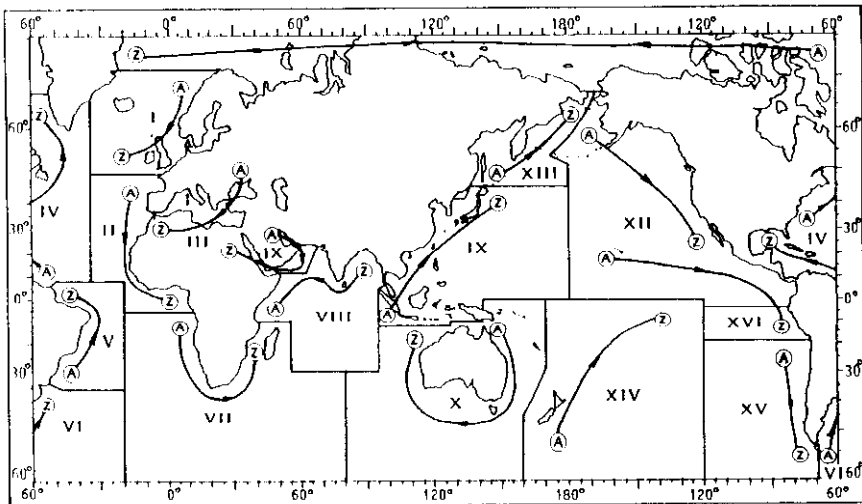 60° 0° 60° 120° 180° 120° 60°
Z A
A I Z
60° Z Z A 60°
Z A XIII
A A
IV II Z Z A
30° III A IX XII Z Z IV 30°
Z IX
A Z A
0° Z Z A A 0°
A VIII Z XVI Z
V A Z Z A
30° A A 30°
Z VII X XIV XV
VI A
60° Z A 60°
VI
60° 0° 60° 120° 180° 120° 60°